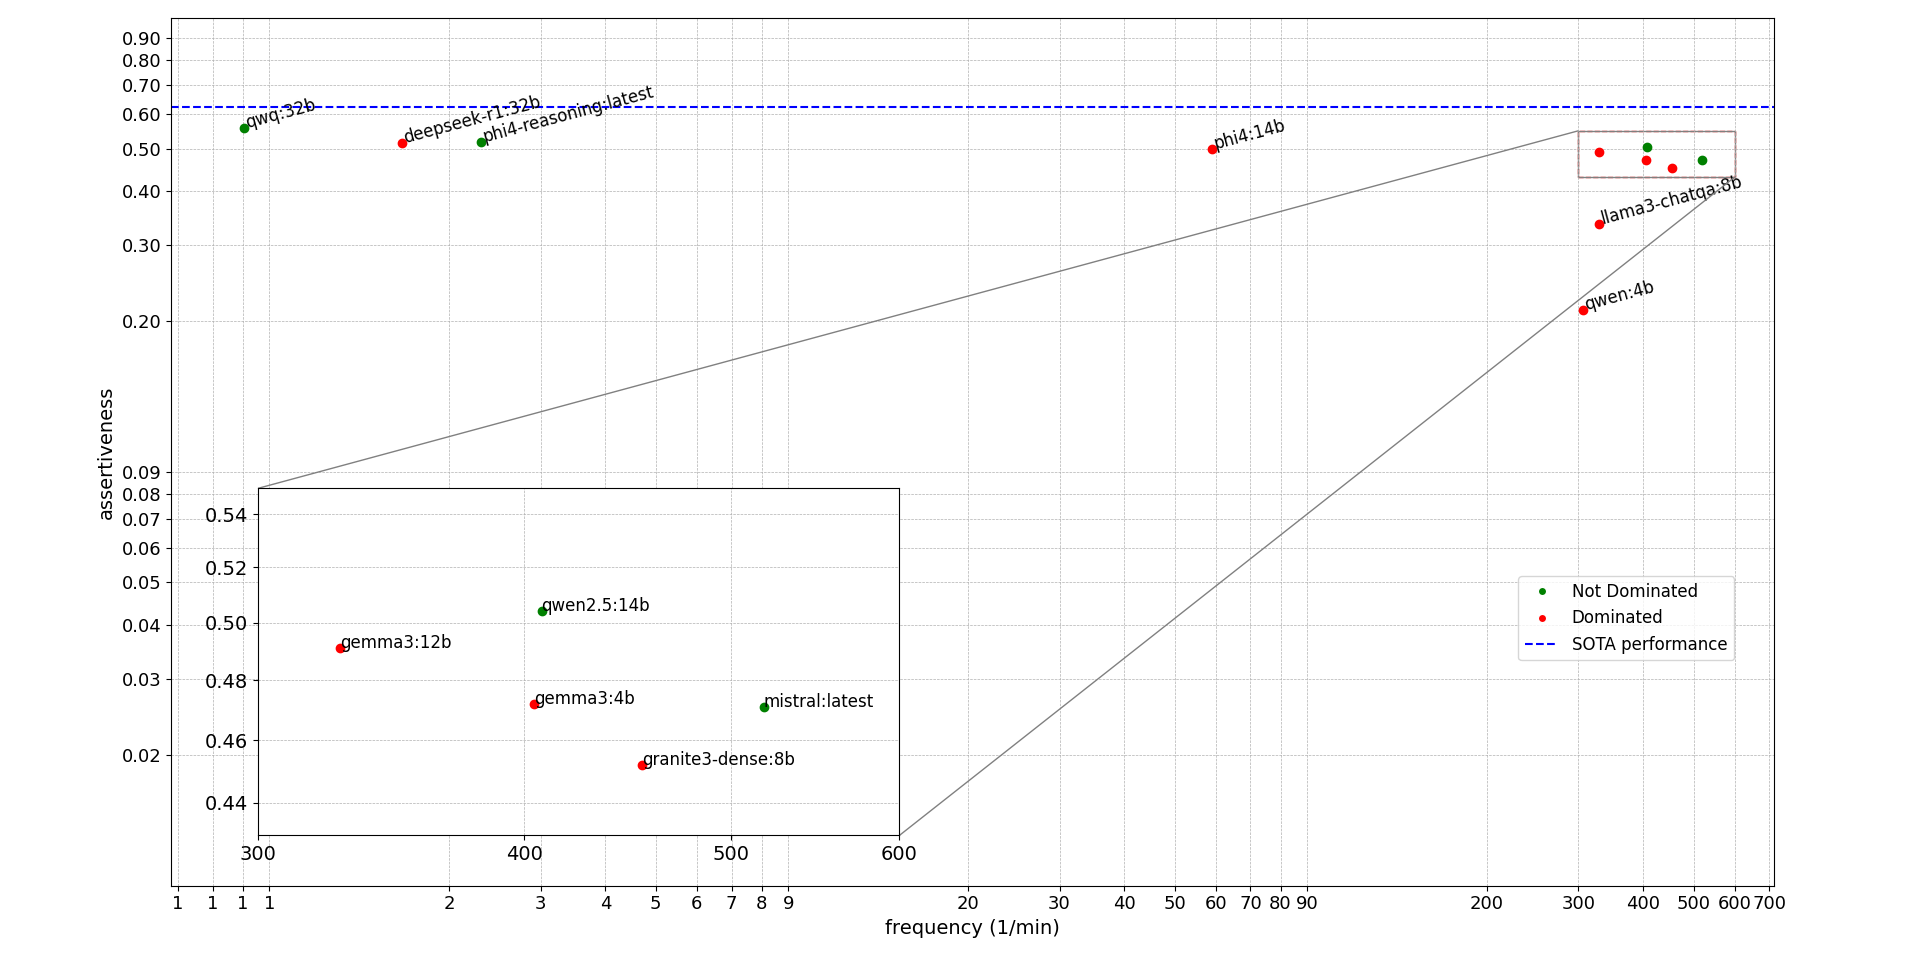 0.90
0.80
0.70
0.60
0.50
0.40
0.30
0.20
0.09
0.08
0.07
0.06
0.05
0.04
0.03
0.02
assertiveness
qwq:32b
deepseek-r1:32b
phi4-reasoning:latest
phi4:14b
llama3-chatqa:8b
qwen:4b
0.54
0.52
0.50
0.48
0.46
0.44
qwen2.5:14b
gemma3:12b
gemma3:4b
mistral:latest
granite3-dense:8b
300 400 500 600
Not Dominated
Dominated
SOTA performance
1 1 1 1 2 3 4 5 6 7 8 9 20 30 40 50 60 70 80 90 200 300 400 500 600 700
frequency (1/min)